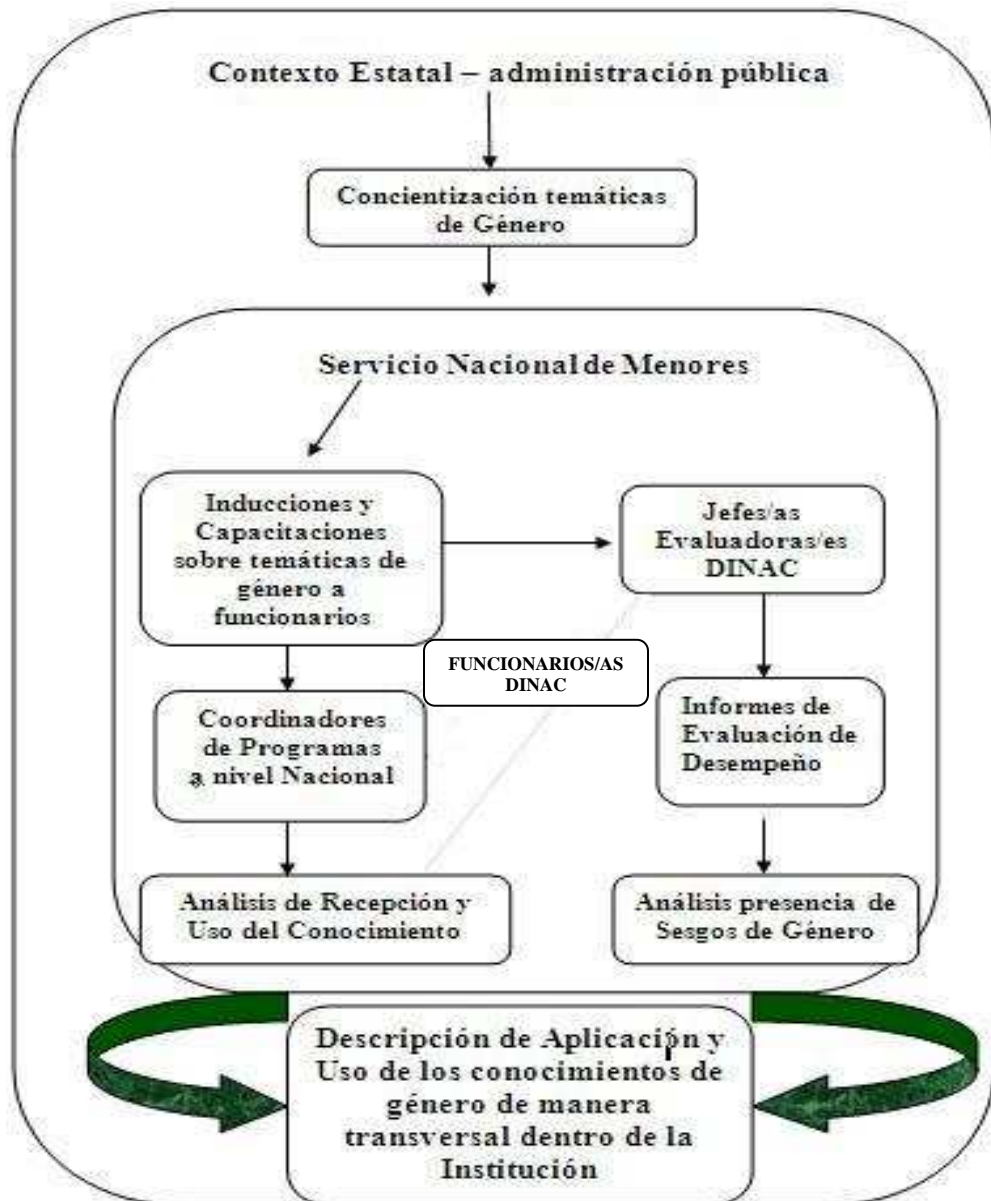 Contexto Estatal – administración pública
Concientización temáticas
de Género
Servicio Nacional de Menores
Inducciones y
Capacitaciones
sobre temáticas de
género a
funcionarios
Jefes/as
Evaluadoras/es
DINAC
FUNCIONARIOS/AS
DINAC
Coordinadores
de Programas
a nivel Nacional
Informes de
Evaluación de
Desempeño
Análisis de Recepción y
Uso del Conocimiento
Análisis presencia de
Sesgos de Género
Descripción de Aplicación y
Uso de los conocimientos de
género de manera
transversal dentro de la
Institución